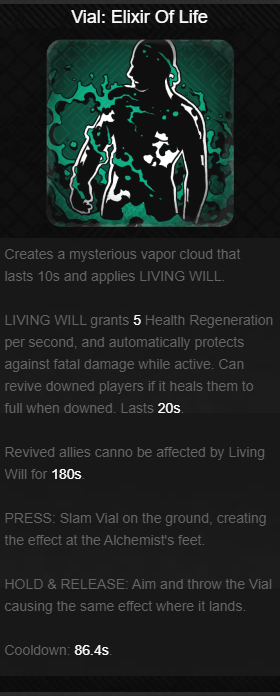 Vial: Elixir Of Life
Creates a mysterious vapor cloud that
lasts 10s and applies LIVING WILL.
LIVING WILL grants 5 Health Regeneration
per second, and automatically protects
against fatal damage while active. Can
revive downed players if it heals them to
full when downed. Lasts 20s.
Revived allies canno be affected by Living
Will for 180s.
PRESS: Slam Vial on the ground, creating
the effect at the Alchemist's feet.
HOLD & RELEASE: Aim and throw the Vial
causing the same effect where it lands.
Cooldown: 86.4s